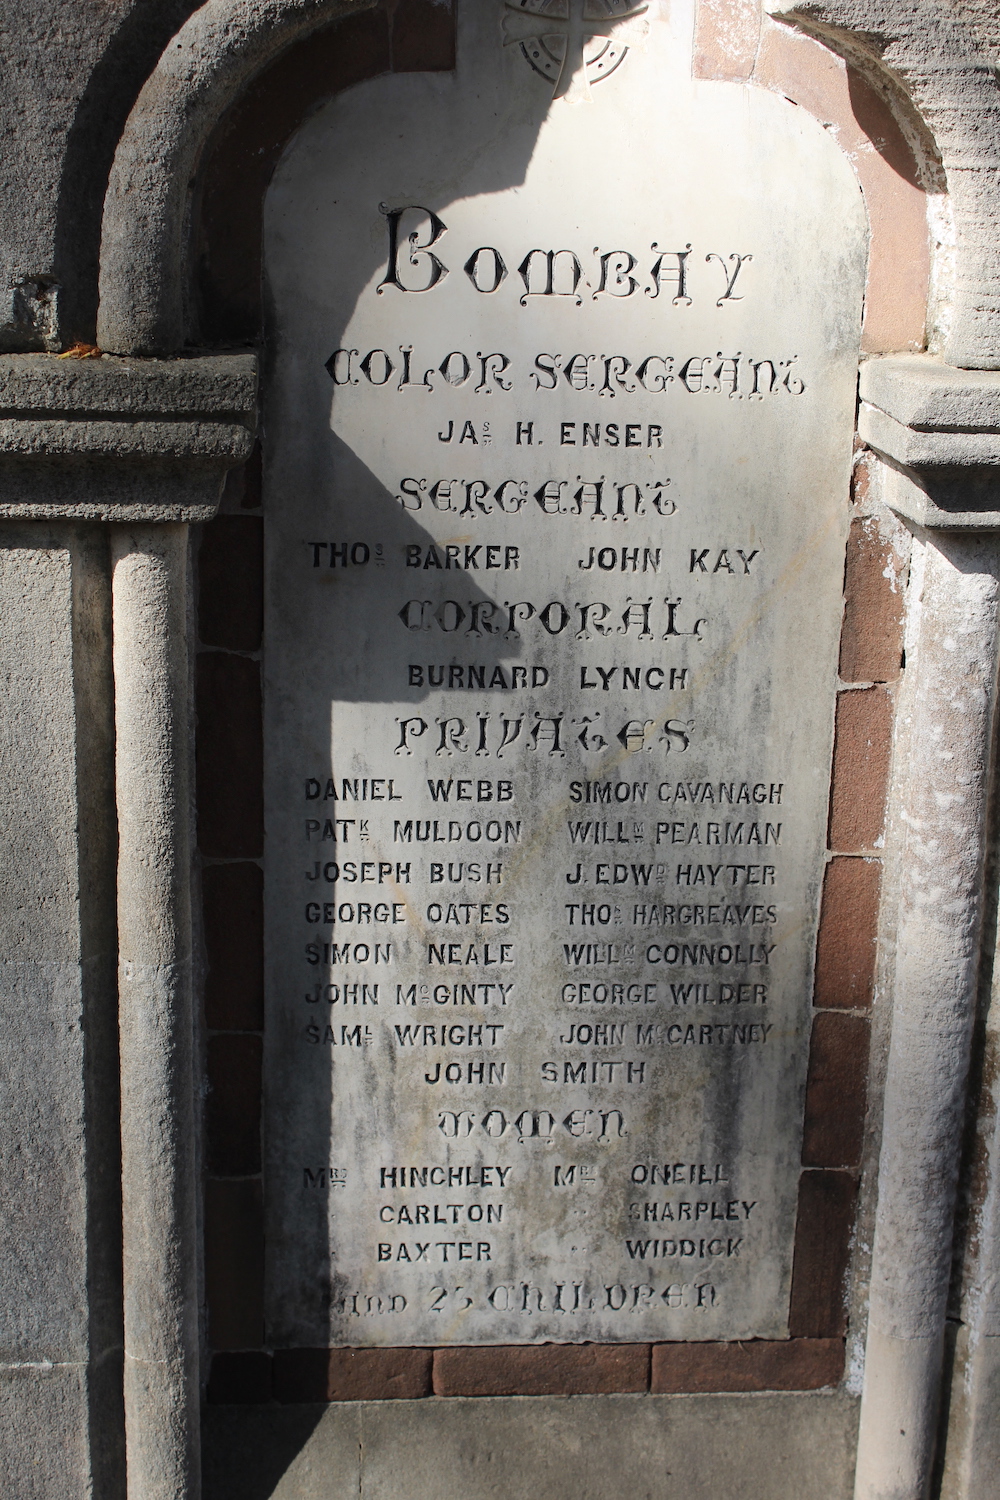 BOMBAY
COLOR SERGEANT
JAS H. ENSER
SERGEANT
THOS BARKER JOHN KAY
CORPORAL
BURNARD LYNCH
PRIVATES
DANIEL WEBB SIMON CAVANAGH
PATK MULDOON WILLM PEARMAN
JOSEPH BUSH J. EDWD HAYTER
GEORGE OATES THOS HARGREAVES
SIMON NEALE WILLM CONNOLLY
JOHN MCGINTY GEORGE WILDER
SAML WRIGHT JOHN MCCARTNEY
JOHN SMITH
WOMEN
MRS HINCHLEY MRS ONEILL
CARLTON " SHARPLEY
BAXTER " WIDDICK
AND CHILDREN